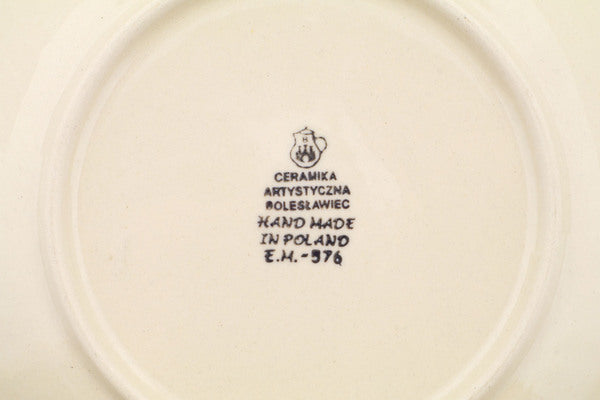 B
CERAMIKA
ARTYSTYCZNA
BOLESŁAWIEC
HAND MADE
IN POLAND
E.M.-976